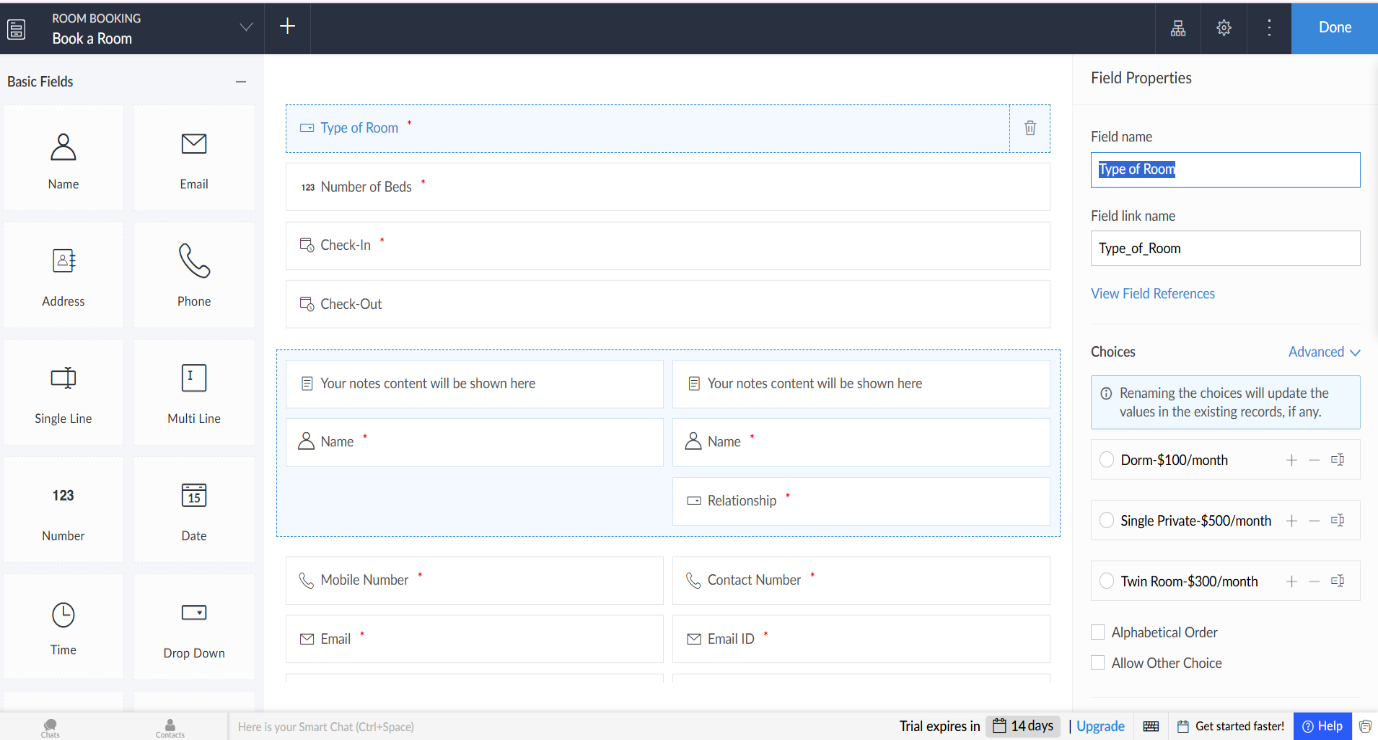 ROOM BOOKING
Book a Room
Done
Basic Fields
Name
Email
Address
Phone
Single Line
Multi Line
123
Number
15
Date
Time
Drop Down
Type of Room *
123 Number of Beds *
Check-In *
Check-Out
Your notes content will be shown here
Your notes content will be shown here
Name *
Name *
Relationship *
Mobile Number *
Contact Number *
Email *
Email ID *
Field Properties
Field name
Type of Room
Field link name
Type_of_Room
View Field References
Choices
Advanced
Renaming the choices will update the
values in the existing records, if any.
Dorm-$100/month
Single Private-$500/month
Twin Room-$300/month
Alphabetical Order
Allow Other Choice
Chats
Contacts
Here is your Smart Chat (Ctrl+Space)
Trial expires in 14 days | Upgrade
Get started faster!
Help